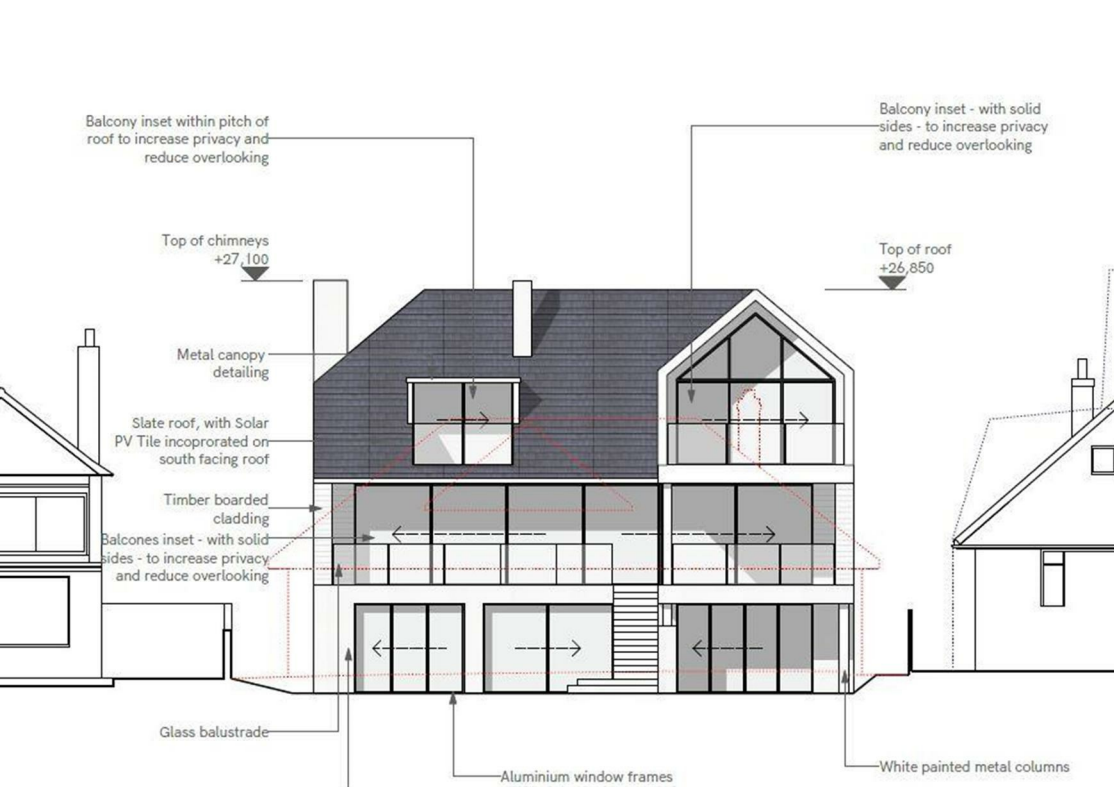 Balcony inset within pitch of
roof to increase privacy and
reduce overlooking
Balcony inset - with solid
sides - to increase privacy
and reduce overlooking
Top of chimneys
+27,100
Top of roof
+26,850
Metal canopy
detailing
Slate roof, with Solar
PV Tile incoprorated on
south facing roof
Timber boarded
cladding
Balcones inset - with solid
sides - to increase privacy
and reduce overlooking
Glass balustrade
Aluminium window frames
White painted metal columns